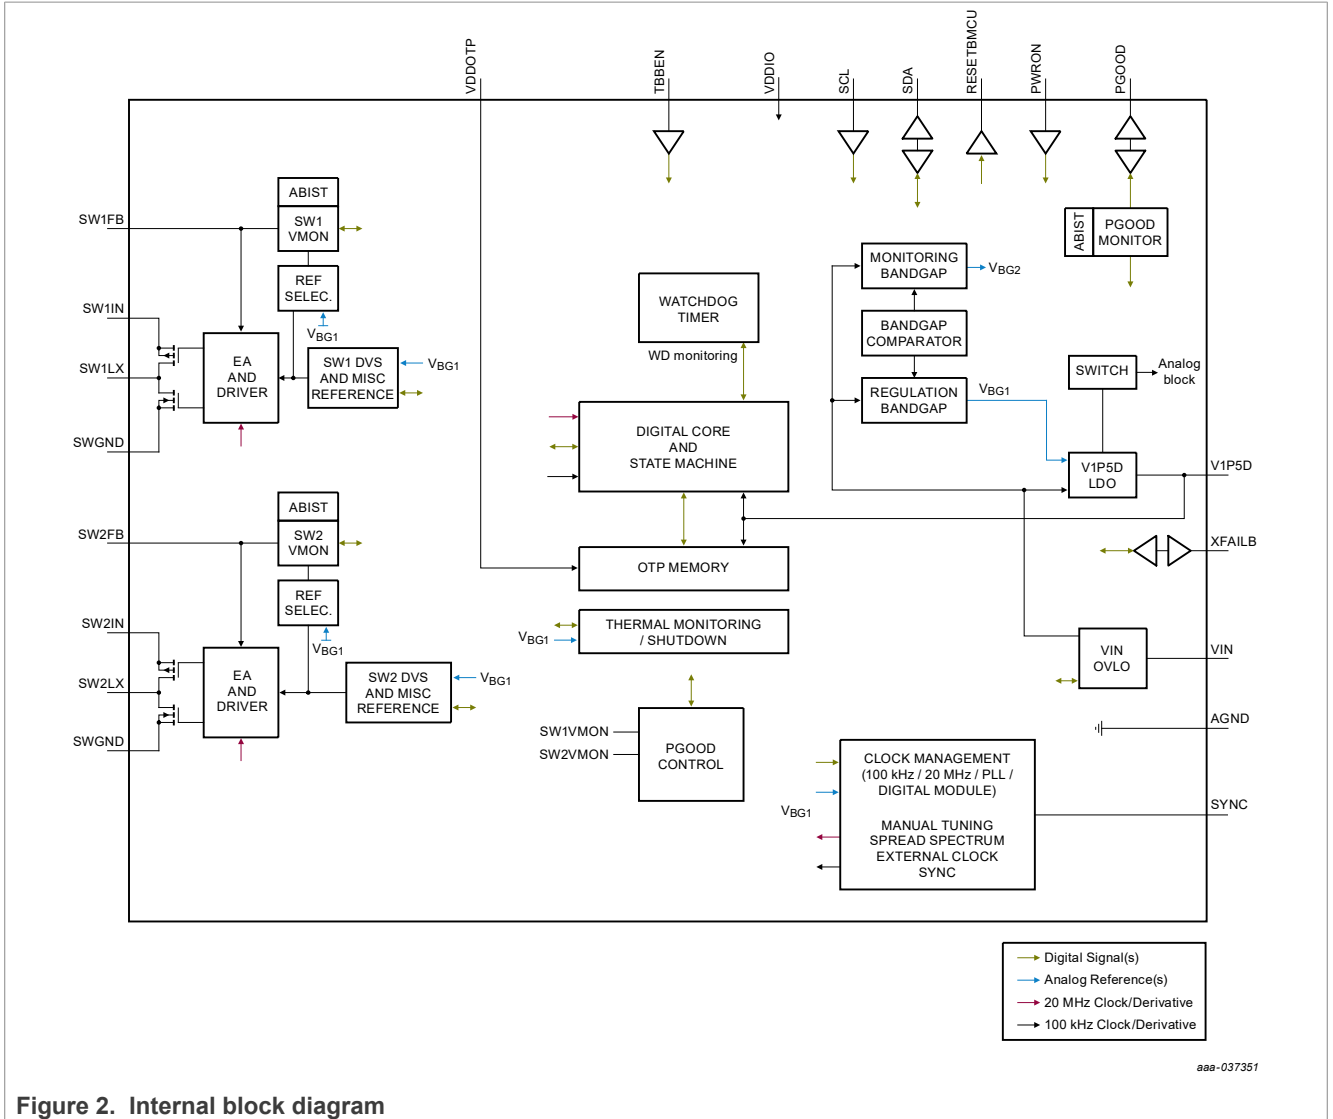 VDDOTP
TBBEN
VDDIO
SCL
SDA
RESETBMCU
PWRON
PGOOD
ABIST
SW1
VMON
SW1FB
REF
SELEC.
VBG1
SW1IN
SW1LX
SWGND
EA
AND
DRIVER
SW1 DVS
AND MISC
REFERENCE
VBG1
ABIST
PGOOD
MONITOR
MONITORING
BANDGAP
VBG2
BANDGAP
COMPARATOR
REGULATION
BANDGAP
VBG1
WATCHDOG
TIMER
WD monitoring
SWITCH
Analog
block
V1P5D
LDO
V1P5D
DIGITAL CORE
AND
STATE MACHINE
OTP MEMORY
XFAILB
ABIST
SW2
VMON
SW2FB
REF
SELEC.
VBG1
SW2IN
SW2LX
SWGND
EA
AND
DRIVER
SW2 DVS
AND MISC
REFERENCE
VBG1
VBG1
THERMAL MONITORING
/ SHUTDOWN
VIN
OVLO
VIN
AGND
SW1VMON
SW2VMON
PGOOD
CONTROL
CLOCK MANAGEMENT
(100 kHz / 20 MHz / PLL /
DIGITAL MODULE)
MANUAL TUNING
SPREAD SPECTRUM
EXTERNAL CLOCK
SYNC
VBG1
SYNC
Digital Signal(s)
Analog Reference(s)
20 MHz Clock/Derivative
100 kHz Clock/Derivative
aaa-037351
Figure 2. Internal block diagram